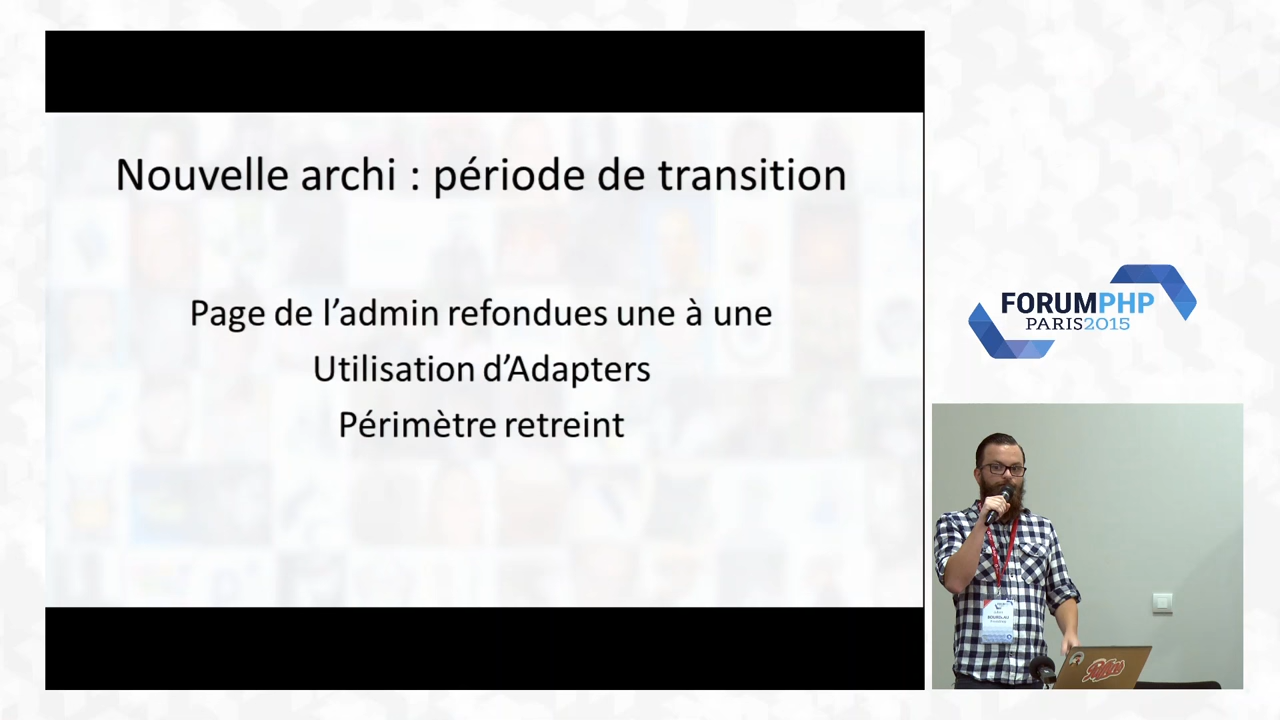 Nouvelle archi : période de transition
Page de l'admin refondues une à une
Utilisation d'Adapters
Périmètre retreint
FORUMPHP
PARIS2015